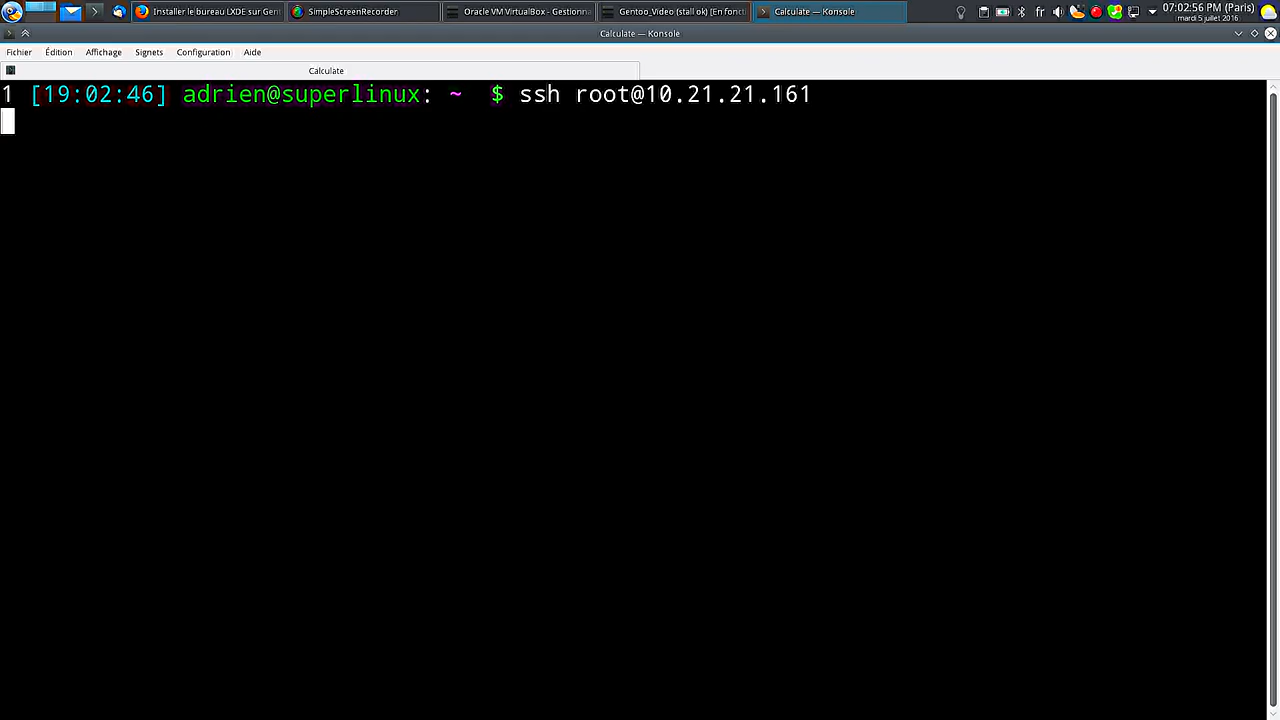 Installer le bureau LXDE sur Gen
SimpleScreenRecorder
Oracle VM VirtualBox - Gestionna
Gentoo_Video (stall ok) [En fonct
Calculate — Konsole
fr
07:02:56 PM (Paris)
mardi 5 juillet 2016
Calculate — Konsole
Fichier Édition Affichage Signets Configuration Aide
Calculate
1 [19:02:46] adrien@superlinux: ~ $ ssh root@10.21.21.161